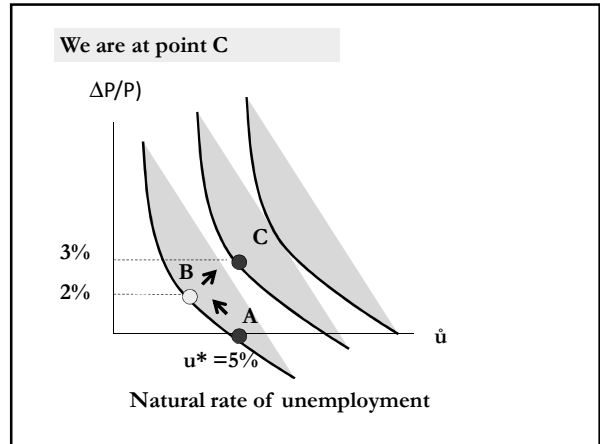 We are at point C
ΔP/P)
3%
C
B
2%
A
ů
u* =5%
Natural rate of unemployment